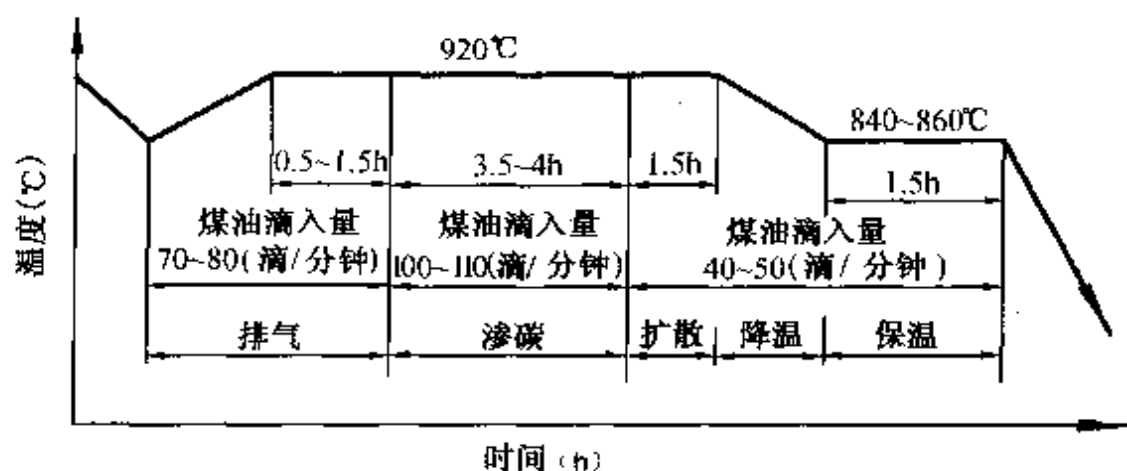 920℃
840~860℃
0.5~1.5h
3.5~4h
1.5h
1.5h
煤油滴入量
70~80(滴/分钟)
煤油滴入量
100~110(滴/分钟)
煤油滴入量
40~50(滴/分钟)
排气
渗碳
扩散
降温
保温
温度(℃)
时间(h)